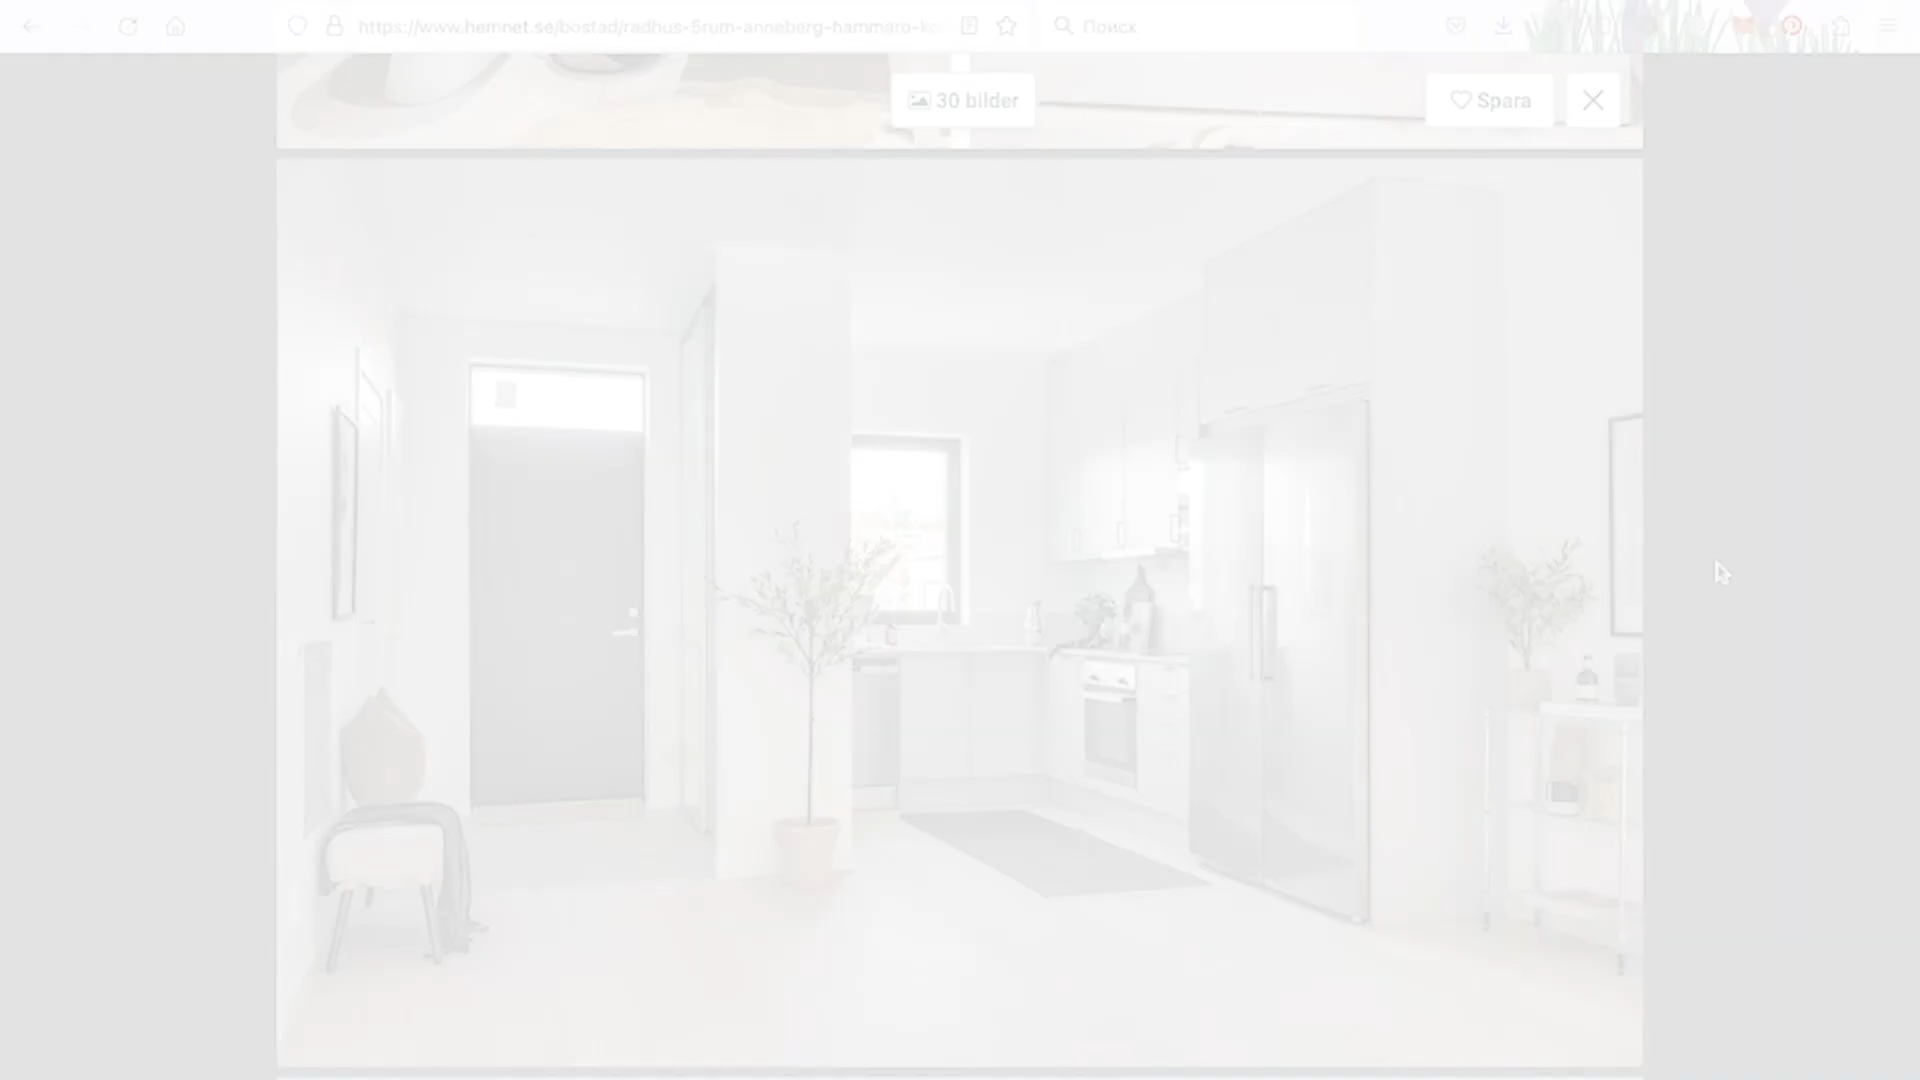 https://www.hemnet.se/bostad/radhus-5rum-anneberg-hammaro-ko
Поиск
30 bilder
Spara